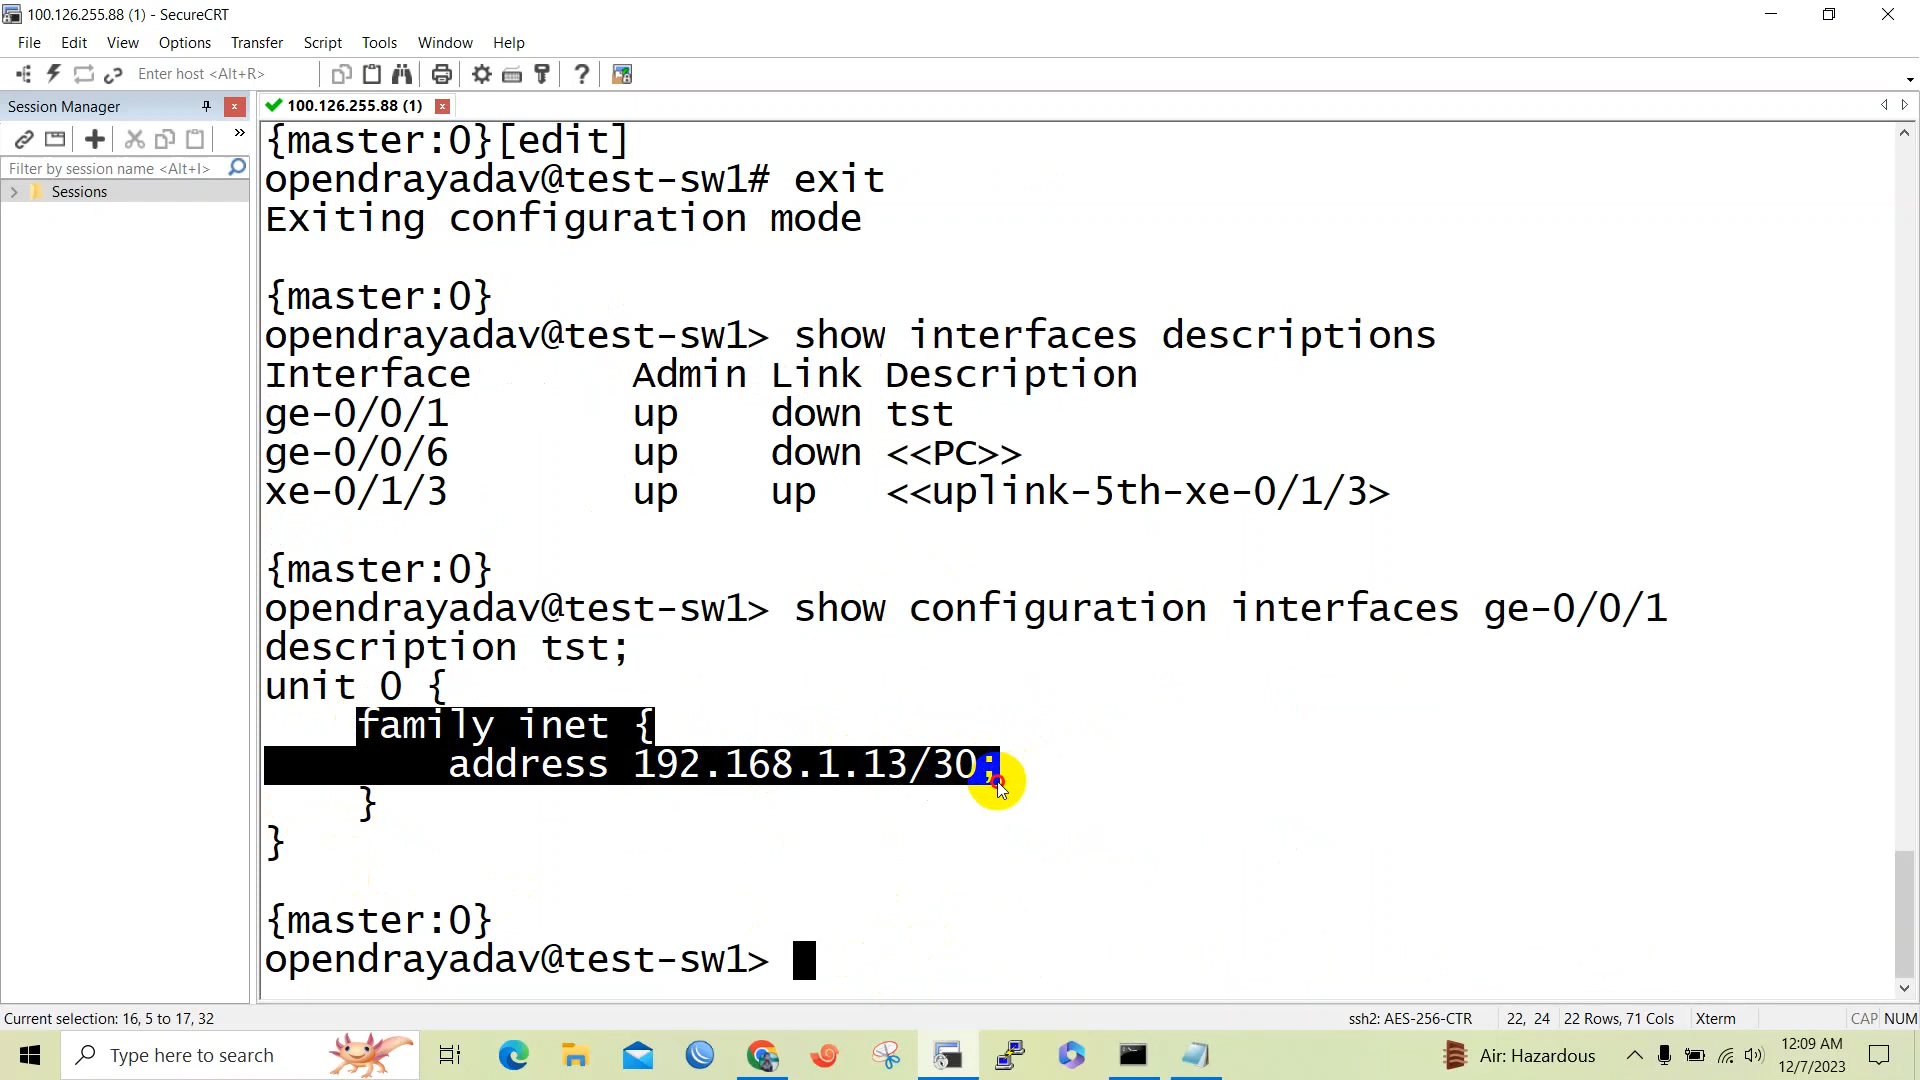 100.126.255.88 (1) - SecureCRT
File Edit View Options Transfer Script Tools Window Help
Enter host <Alt+R>
Session Manager
100.126.255.88 (1)
Filter by session name <Alt+I>
Sessions
{master:0}[edit]
opendrayadav@test-sw1# exit
Exiting configuration mode
{master:0}
opendrayadav@test-sw1> show interfaces descriptions
Interface Admin Link Description
ge-0/0/1 up down tst
ge-0/0/6 up down <<PC>>
xe-0/1/3 up up <<uplink-5th-xe-0/1/3>
{master:0}
opendrayadav@test-sw1> show configuration interfaces ge-0/0/1
description tst;
unit 0 {
family inet {
address 192.168.1.13/30;
}
}
{master:0}
opendrayadav@test-sw1>
Current selection: 16, 5 to 17, 32
ssh2: AES-256-CTR 22, 24 22 Rows, 71 Cols Xterm CAP NUM
Type here to search
Air: Hazardous
12:09 AM
12/7/2023